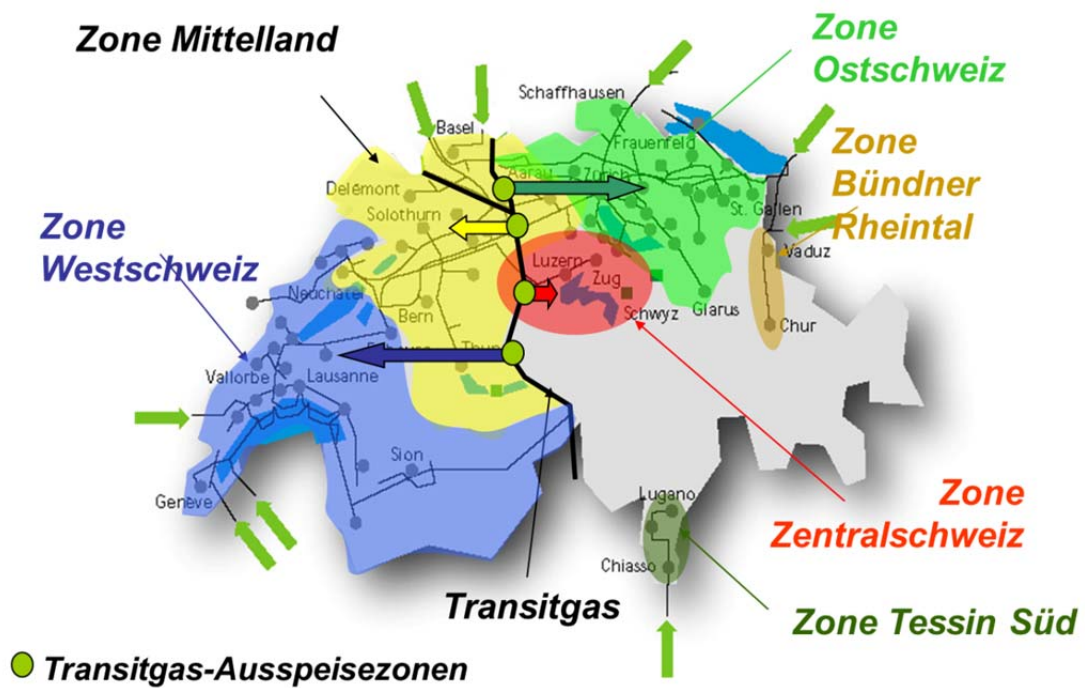 Zone Mittelland
Zone
Ostschweiz
Schaffhausen
Basel
Frauenfeld
Zone
Bündner
Rheintal
Aarau
Zürich
Delémont
St. Gallen
Solothurn
Zone
Westschweiz
Vaduz
Luzern
Zug
Neuchâtel
Bern
Schwyz
Glarus
Chur
Thun
Vallorbe
Lausanne
Sion
Genève
Lugano
Zone
Zentralschweiz
Chiasso
Transitgas
Zone Tessin Süd
Transitgas-Ausspeisezonen